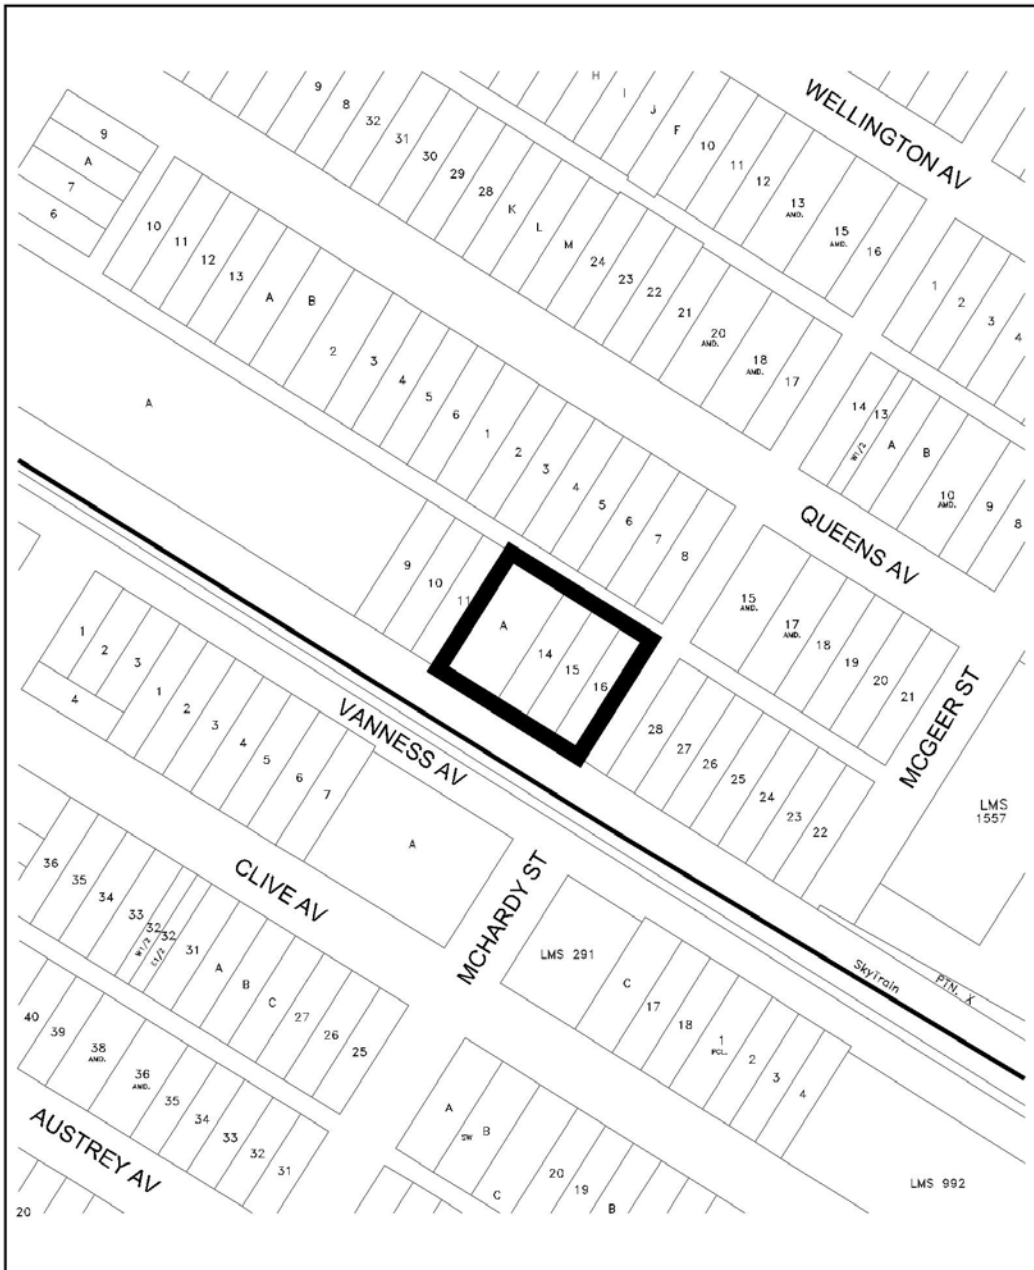 WELLINGTON AV
H
I
J
F
10
11
12
13
AMD.
15
AMD.
16
9
8
32
31
30
29
28
K
L
M
24
23
22
21
20
AMD.
18
AMD.
17
1
2
3
4
9
A
7
6
10
11
12
13
A
B
2
3
4
5
6
1
2
3
4
5
6
7
8
14
13
W1/2
A
B
10
AMD.
9
8
QUEENS AV
A
9
10
11
A
14
15
16
15
AMD.
17
AMD.
18
19
20
21
MCGEER ST
28
27
26
25
24
23
22
LMS
1557
1
2
3
4
1
2
3
4
5
6
7
VANNESS AV
A
CLIVE AV
MCHARDY ST
36
35
34
33
32
W1/2
32
E1/2
31
A
B
C
27
26
25
LMS 291
C
17
18
1
PCL.
2
3
4
SkyTrain
PTN. X
40
39
38
AMD.
36
AMD.
35
34
33
32
31
AUSTREY AV
A
SW
B
C
20
19
B
LMS 992
20